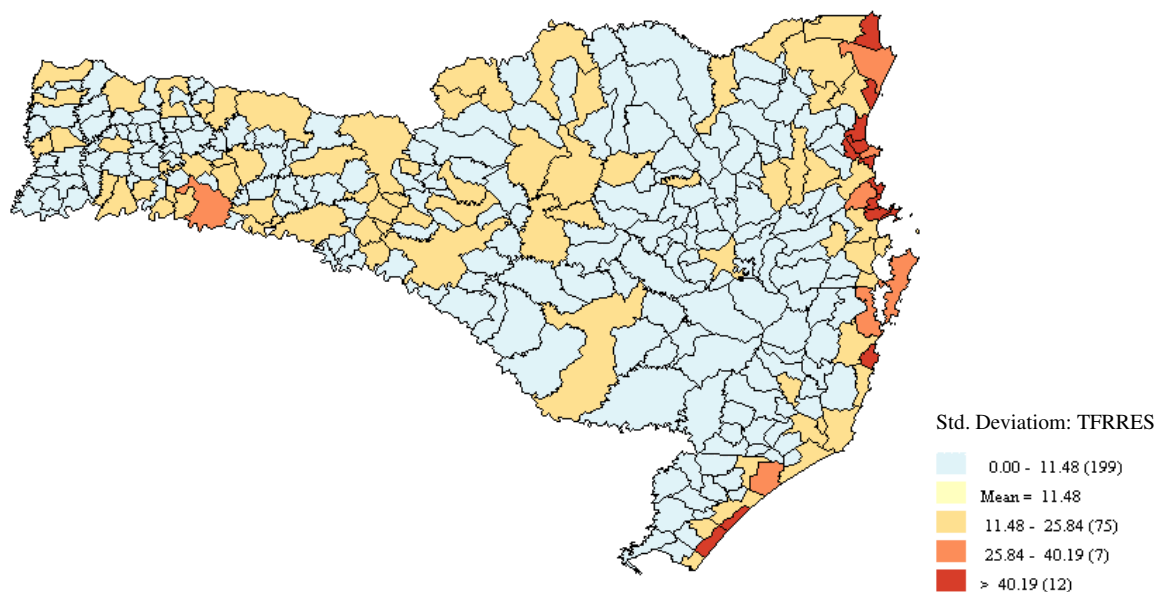 Std. Deviatiom: TFRRES
0.00 - 11.48 (199)
Mean = 11.48
11.48 - 25.84 (75)
25.84 - 40.19 (7)
> 40.19 (12)